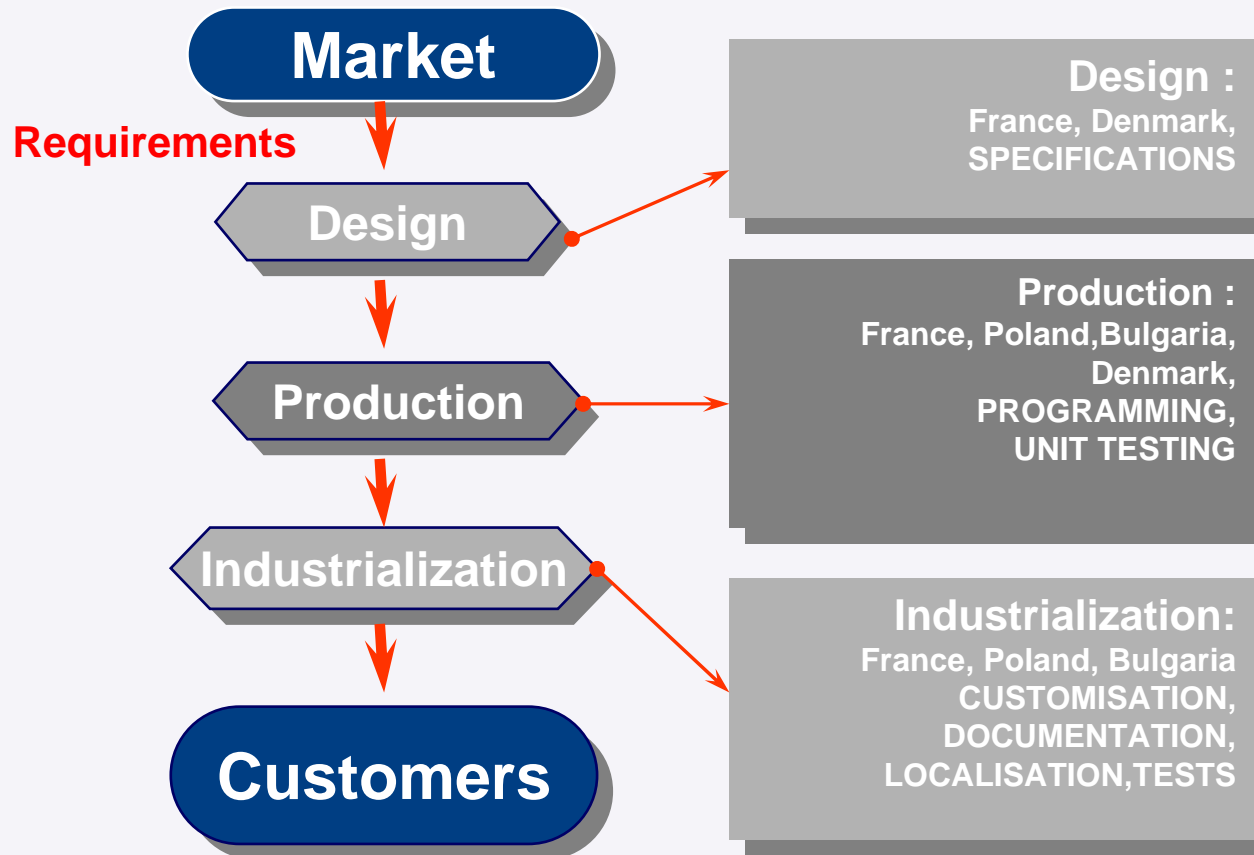 Market
Requirements
Design
Production
Industrialization
Customers
Design :
France, Denmark,
SPECIFICATIONS
Production :
France, Poland,Bulgaria,
Denmark,
PROGRAMMING,
UNIT TESTING
Industrialization:
France, Poland, Bulgaria
CUSTOMISATION,
DOCUMENTATION,
LOCALISATION,TESTS